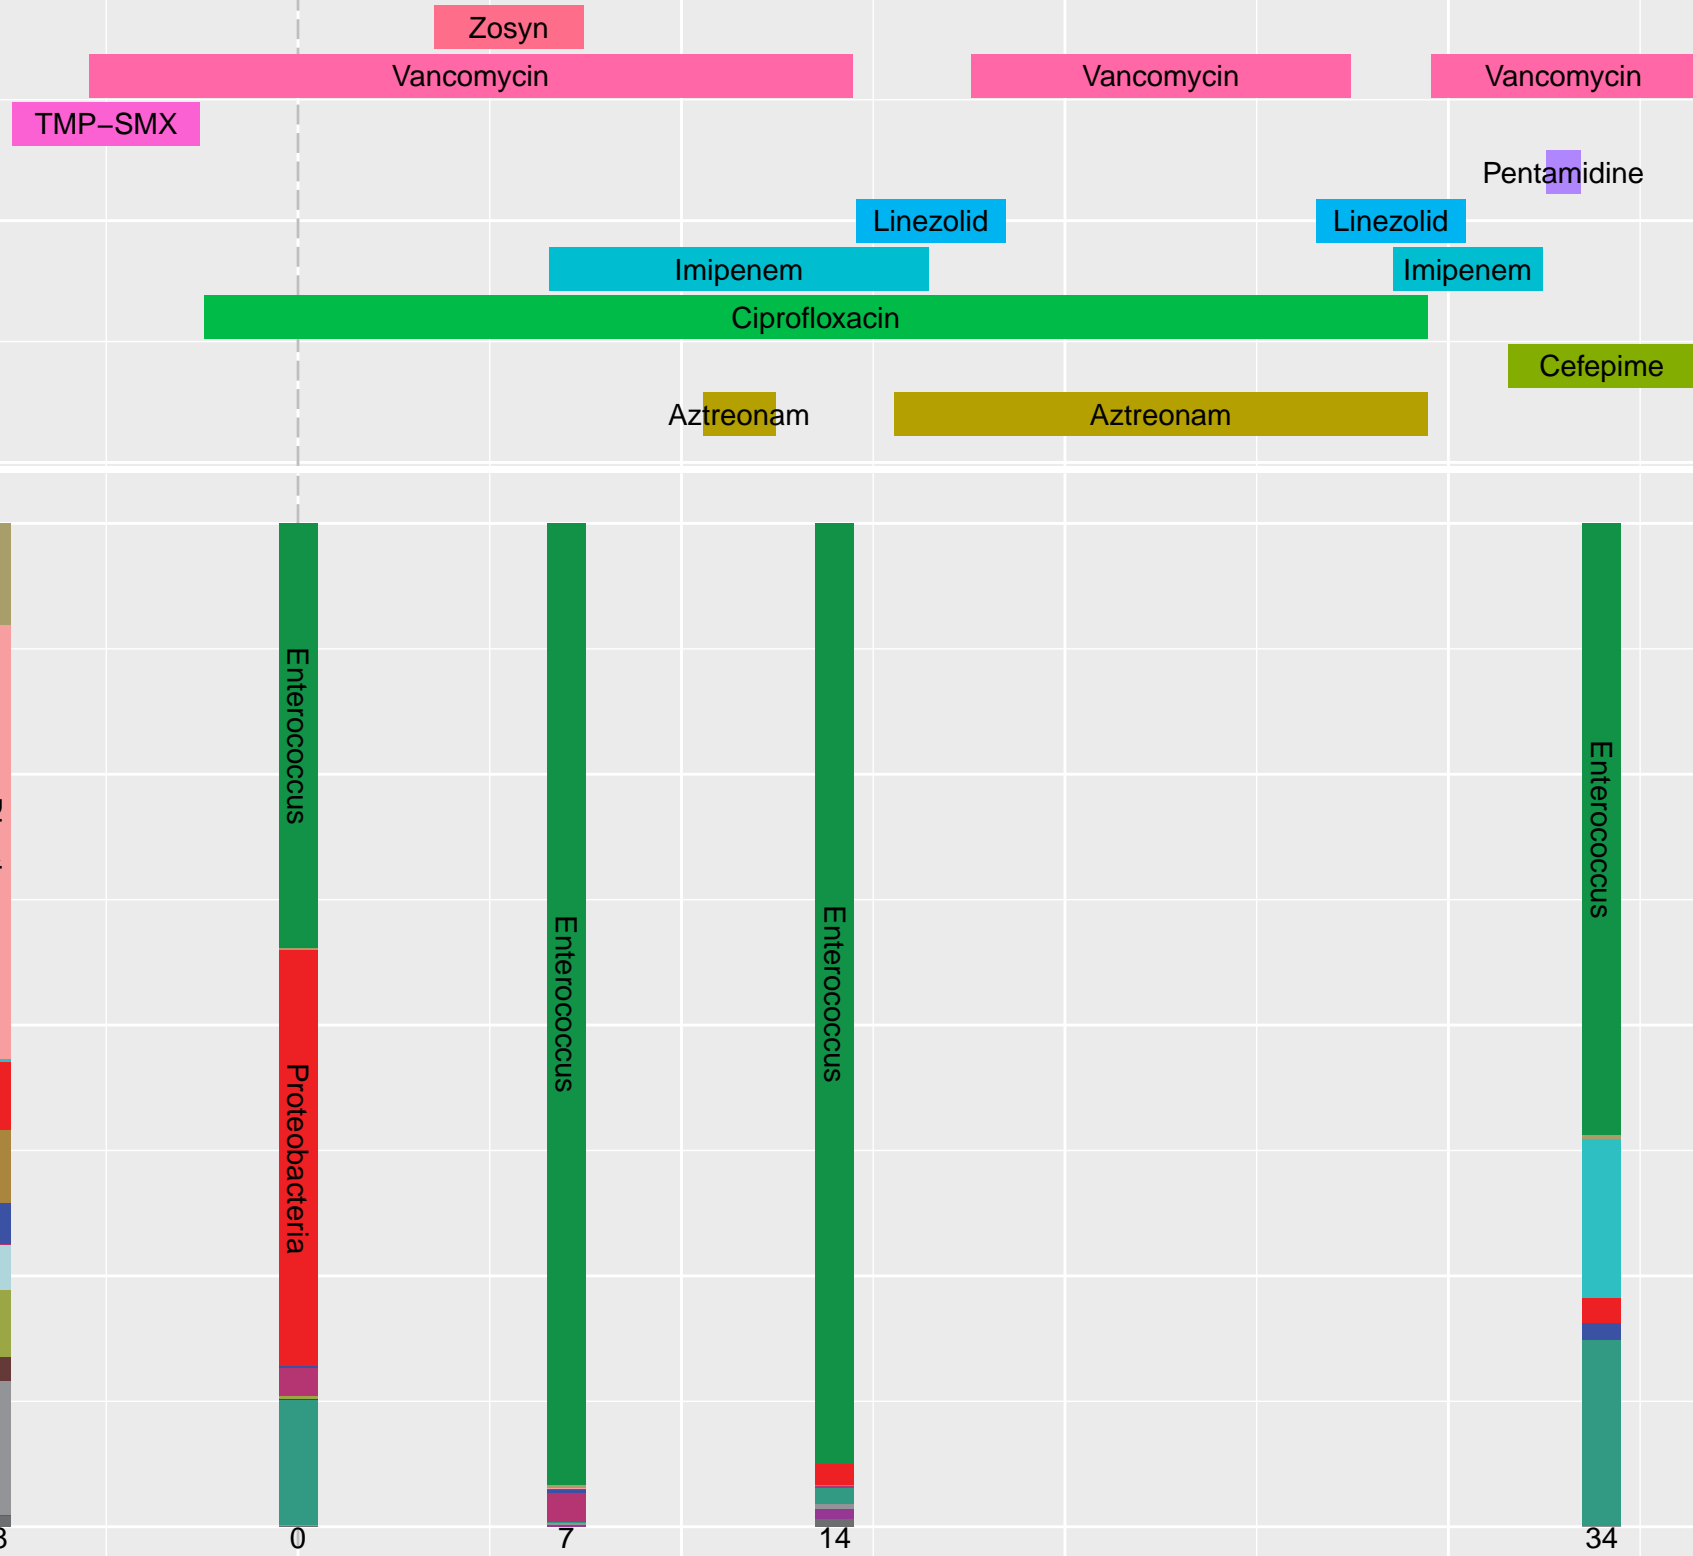 Zosyn
Vancomycin Vancomycin Vancomycin
TMP−SMX
Pentamidine
Linezolid Linezolid
Imipenem Imipenem
Ciprofloxacin
Cefepime
Aztreonam Aztreonam
Enterococcus
Proteobacteria
Enterococcus
Enterococcus
Enterococcus
0 7 14 34